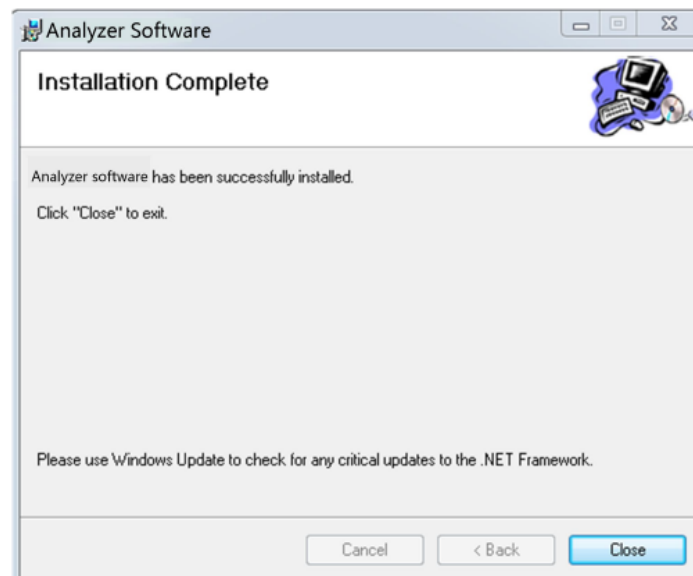 Analyzer Software
Installation Complete
Analyzer software has been successfully installed.
Click "Close" to exit.
Please use Windows Update to check for any critical updates to the .NET Framework.
Cancel
< Back
Close